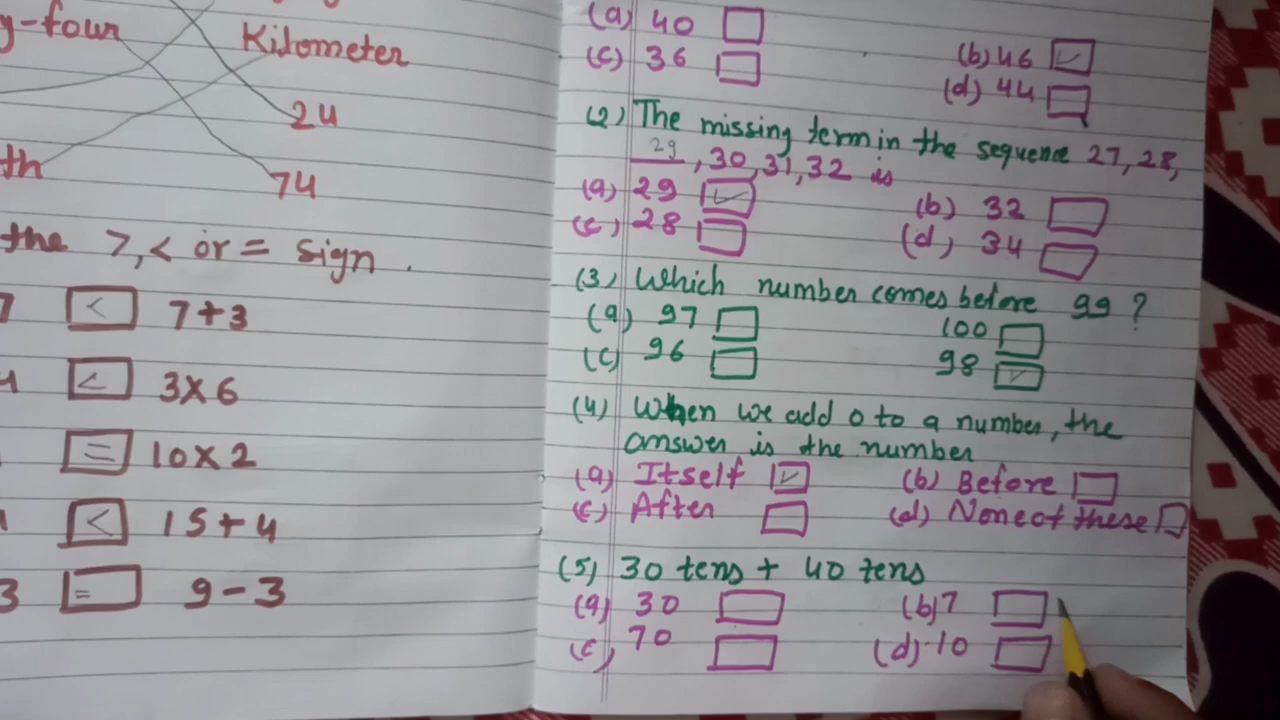 y-four
Kilometer
24
th
74
the >, < or = sign .
7 < 7+3
4 < 3x6
= 10x2
< 15+4
3 = 9-3
(a) 40
(b) 46 ✓
(c) 36
(d) 44
(2) The missing term in the sequence 27, 28,
29, 30, 31, 32 is
(a) 29 ✓ (b) 32
(c) 28 (d) 34
(3) Which number comes before 99 ?
(a) 97 100
(c) 96 98 ✓
(4) When we add 0 to a number, the
answer is the number
(a) Itself ✓ (b) Before
(c) After (d) None of these
(5) 30 tens + 40 tens
(a) 30 (b) 7
(c) 70 (d) 10